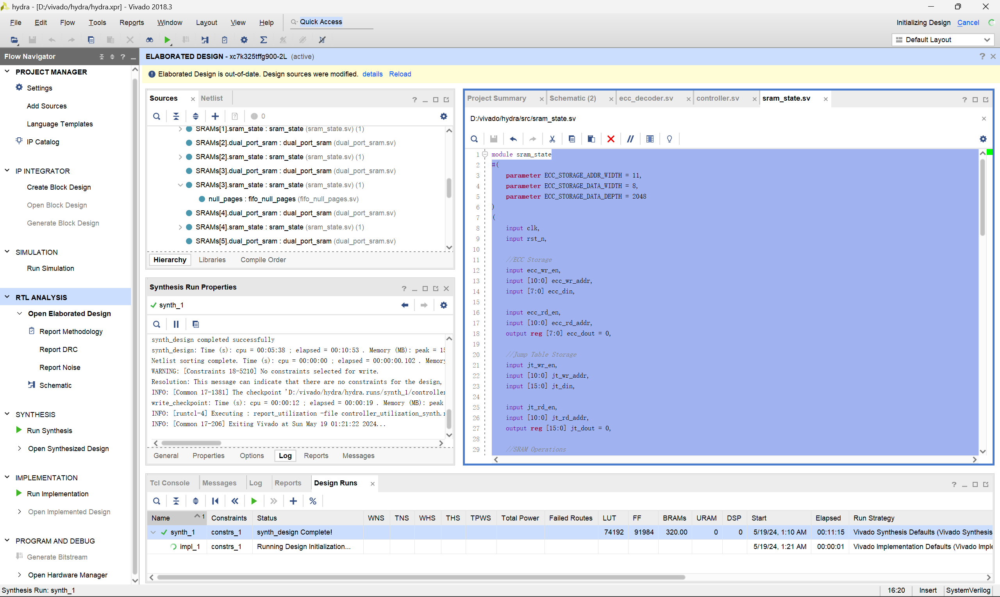 hydra - [D:/vivado/hydra/hydra.xpr] - Vivado 2018.3
File Edit Flow Tools Reports Window Layout View Help Quick Access
Initializing Design Cancel
Default Layout
Flow Navigator
PROJECT MANAGER
Settings
Add Sources
Language Templates
IP Catalog
IP INTEGRATOR
Create Block Design
Open Block Design
Generate Block Design
SIMULATION
Run Simulation
RTL ANALYSIS
Open Elaborated Design
Report Methodology
Report DRC
Report Noise
Schematic
SYNTHESIS
Run Synthesis
Open Synthesized Design
IMPLEMENTATION
Run Implementation
Open Implemented Design
PROGRAM AND DEBUG
Generate Bitstream
Open Hardware Manager
ELABORATED DESIGN - xc7k325tffg900-2L (active)
Elaborated Design is out-of-date. Design sources were modified. details Reload
Sources Netlist
0
SRAMs[1].sram_state : sram_state (sram_state.sv) (1)
SRAMs[2].dual_port_sram : dual_port_sram (dual_port_sram.sv)
SRAMs[2].sram_state : sram_state (sram_state.sv) (1)
SRAMs[3].dual_port_sram : dual_port_sram (dual_port_sram.sv)
SRAMs[3].sram_state : sram_state (sram_state.sv) (1)
null_pages : fifo_null_pages (fifo_null_pages.sv)
SRAMs[4].dual_port_sram : dual_port_sram (dual_port_sram.sv)
SRAMs[4].sram_state : sram_state (sram_state.sv) (1)
SRAMs[5].dual_port_sram : dual_port_sram (dual_port_sram.sv)
Hierarchy Libraries Compile Order
Synthesis Run Properties
synth_1
synth_design completed successfully
synth_design: Time (s): cpu = 00:05:38 ; elapsed = 00:10:53 . Memory (MB): peak = 15
Netlist sorting complete. Time (s): cpu = 00:00:00 ; elapsed = 00:00:00.102 . Memory
WARNING: [Constraints 18-5210] No constraints selected for write.
Resolution: This message can indicate that there are no constraints for the design,
INFO: [Common 17-1381] The checkpoint 'D:/vivado/hydra/hydra.runs/synth_1/controller
write_checkpoint: Time (s): cpu = 00:00:12 ; elapsed = 00:00:19 . Memory (MB): peak
INFO: [runtcl-4] Executing : report_utilization -file controller_utilization_synth.r
INFO: [Common 17-206] Exiting Vivado at Sun May 19 01:21:22 2024...
General Properties Options Log Reports Messages
Project Summary Schematic (2) ecc_decoder.sv controller.sv sram_state.sv
D:/vivado/hydra/src/sram_state.sv
1 module sram_state
2 #(
3 parameter ECC_STORAGE_ADDR_WIDTH = 11,
4 parameter ECC_STORAGE_DATA_WIDTH = 8,
5 parameter ECC_STORAGE_DATA_DEPTH = 2048
6 )
7 (
8 input clk,
9 input rst_n,
10
11 //ECC Storage
12 input ecc_wr_en,
13 input [10:0] ecc_wr_addr,
14 input [7:0] ecc_din,
15
16 input ecc_rd_en,
17 input [10:0] ecc_rd_addr,
18 output reg [7:0] ecc_dout = 0,
19
20 //Jump Table Storage
21 input jt_wr_en,
22 input [10:0] jt_wr_addr,
23 input [15:0] jt_din,
24
25 input jt_rd_en,
26 input [10:0] jt_rd_addr,
27 output reg [15:0] jt_dout = 0,
28
29 //SRAM Operations
Tcl Console Messages Log Reports Design Runs
Name 1 Constraints Status WNS TNS WHS THS TPWS Total Power Failed Routes LUT FF BRAMs URAM DSP Start Elapsed Run Strategy
synth_1 constrs_1 synth_design Complete! 74192 91984 320.00 0 0 5/19/24, 1:10 AM 00:11:15 Vivado Synthesis Defaults (Vivado Synthesis
impl_1 constrs_1 Running Design Initialization... 5/19/24, 1:21 AM 00:00:01 Vivado Implementation Defaults (Vivado Imple
Synthesis Run: synth_1
16:20 Insert SystemVerilog